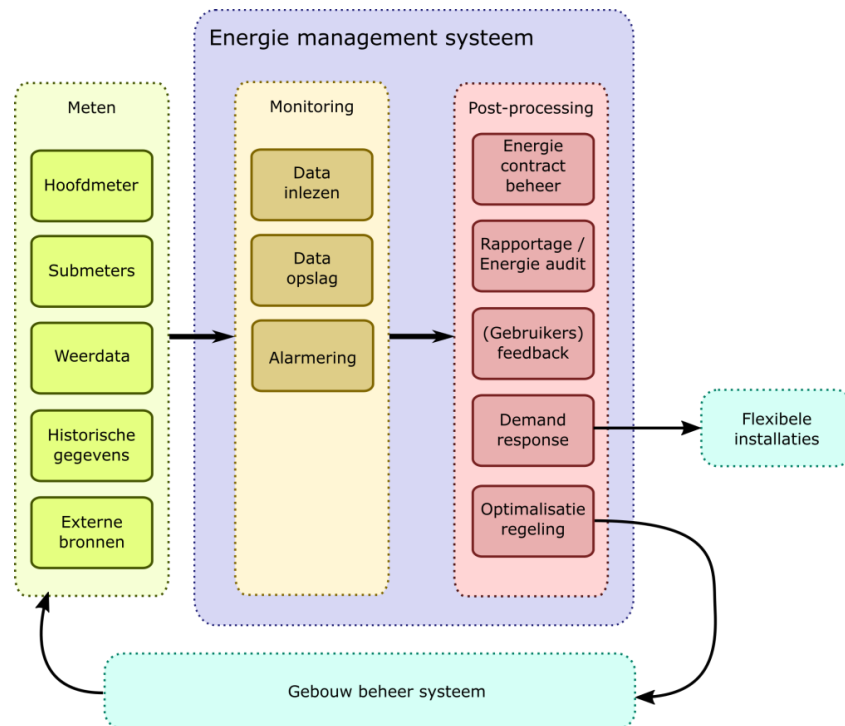 Energie management systeem
Meten
Hoofdmeter
Submeters
Weerdata
Historische
gegevens
Externe
bronnen
Monitoring
Data
inlezen
Data
opslag
Alarmering
Post-processing
Energie
contract
beheer
Rapportage /
Energie audit
(Gebruikers)
feedback
Demand
response
Optimalisatie
regeling
Flexibele
installaties
Gebouw beheer systeem